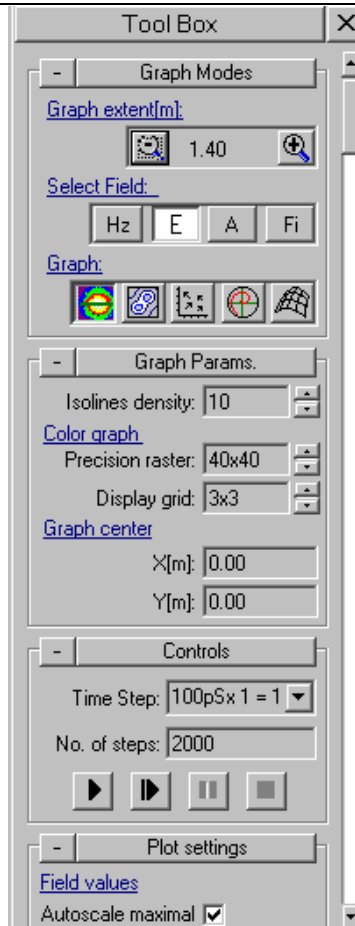 Tool Box
- Graph Modes
Graph extent[m]:
1.40
Select Field:
Hz E A Fi
Graph:
- Graph Params.
Isolines density: 10
Color graph
Precision raster: 40x40
Display grid: 3x3
Graph center
X[m]: 0.00
Y[m]: 0.00
- Controls
Time Step: 100pSx 1 = 1
No. of steps: 2000
- Plot settings
Field values
Autoscale maximal